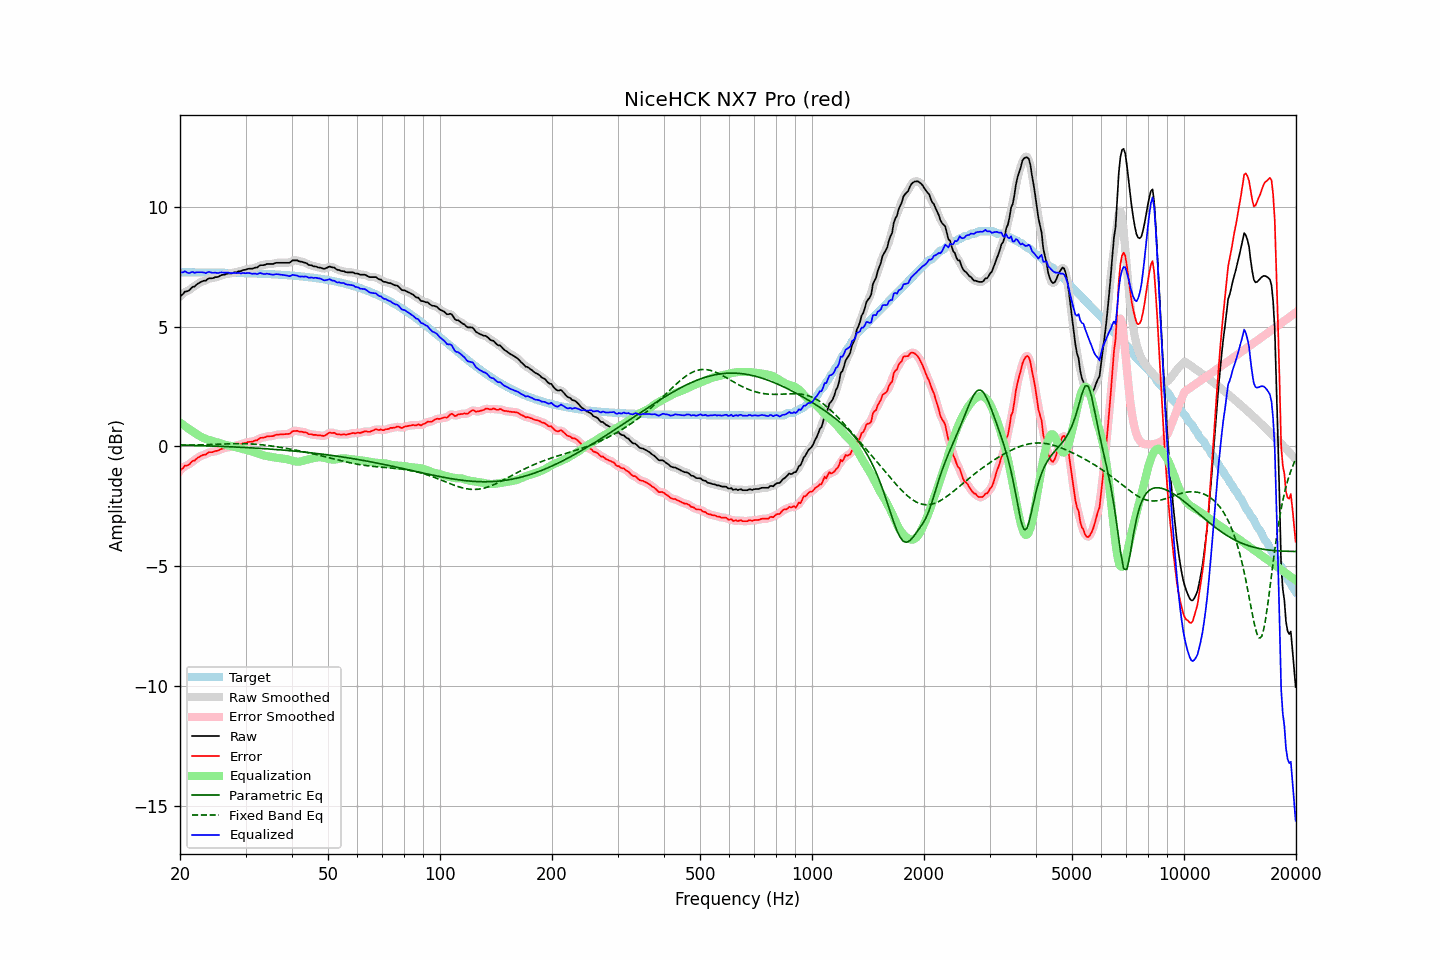 NiceHCK NX7 Pro (red)
Amplitude (dBr)
10
5
0
−5
−10
−15
Target
Raw Smoothed
Error Smoothed
Raw
Error
Equalization
Parametric Eq
Fixed Band Eq
Equalized
20 50 100 200 500 1000 2000 5000 10000 20000
Frequency (Hz)